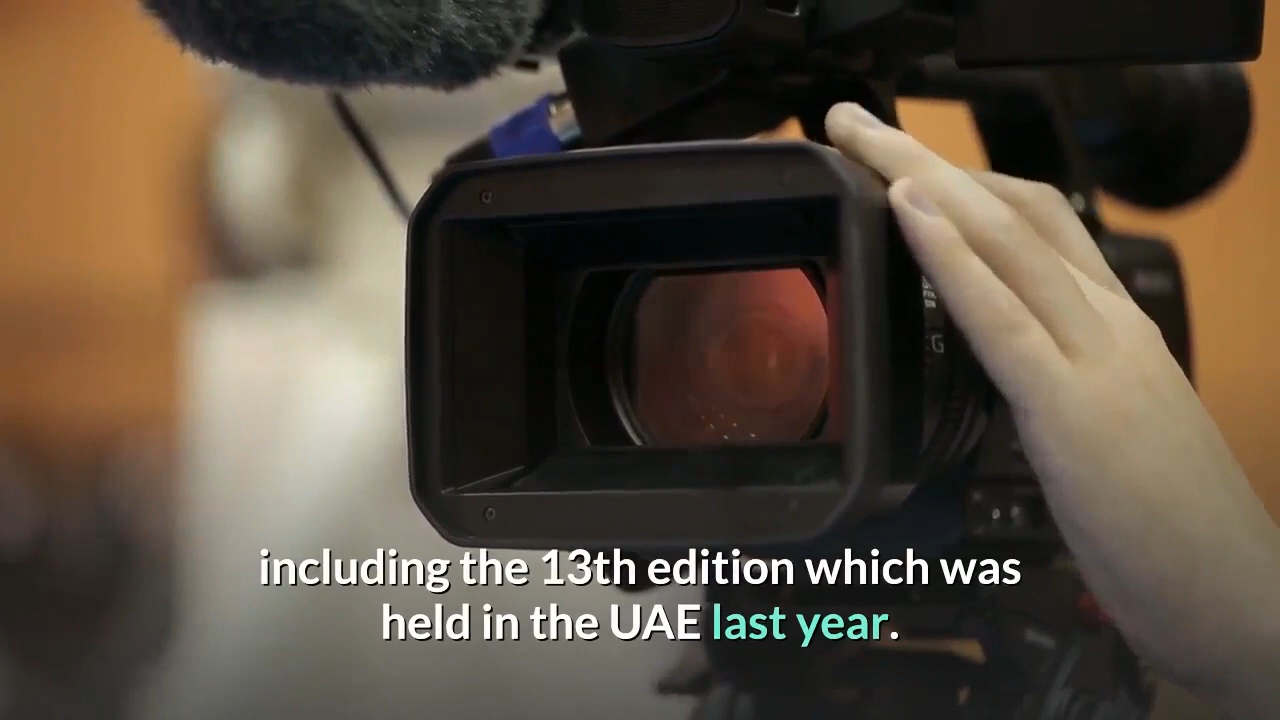 including the 13th edition which was
held in the UAE last year.
G